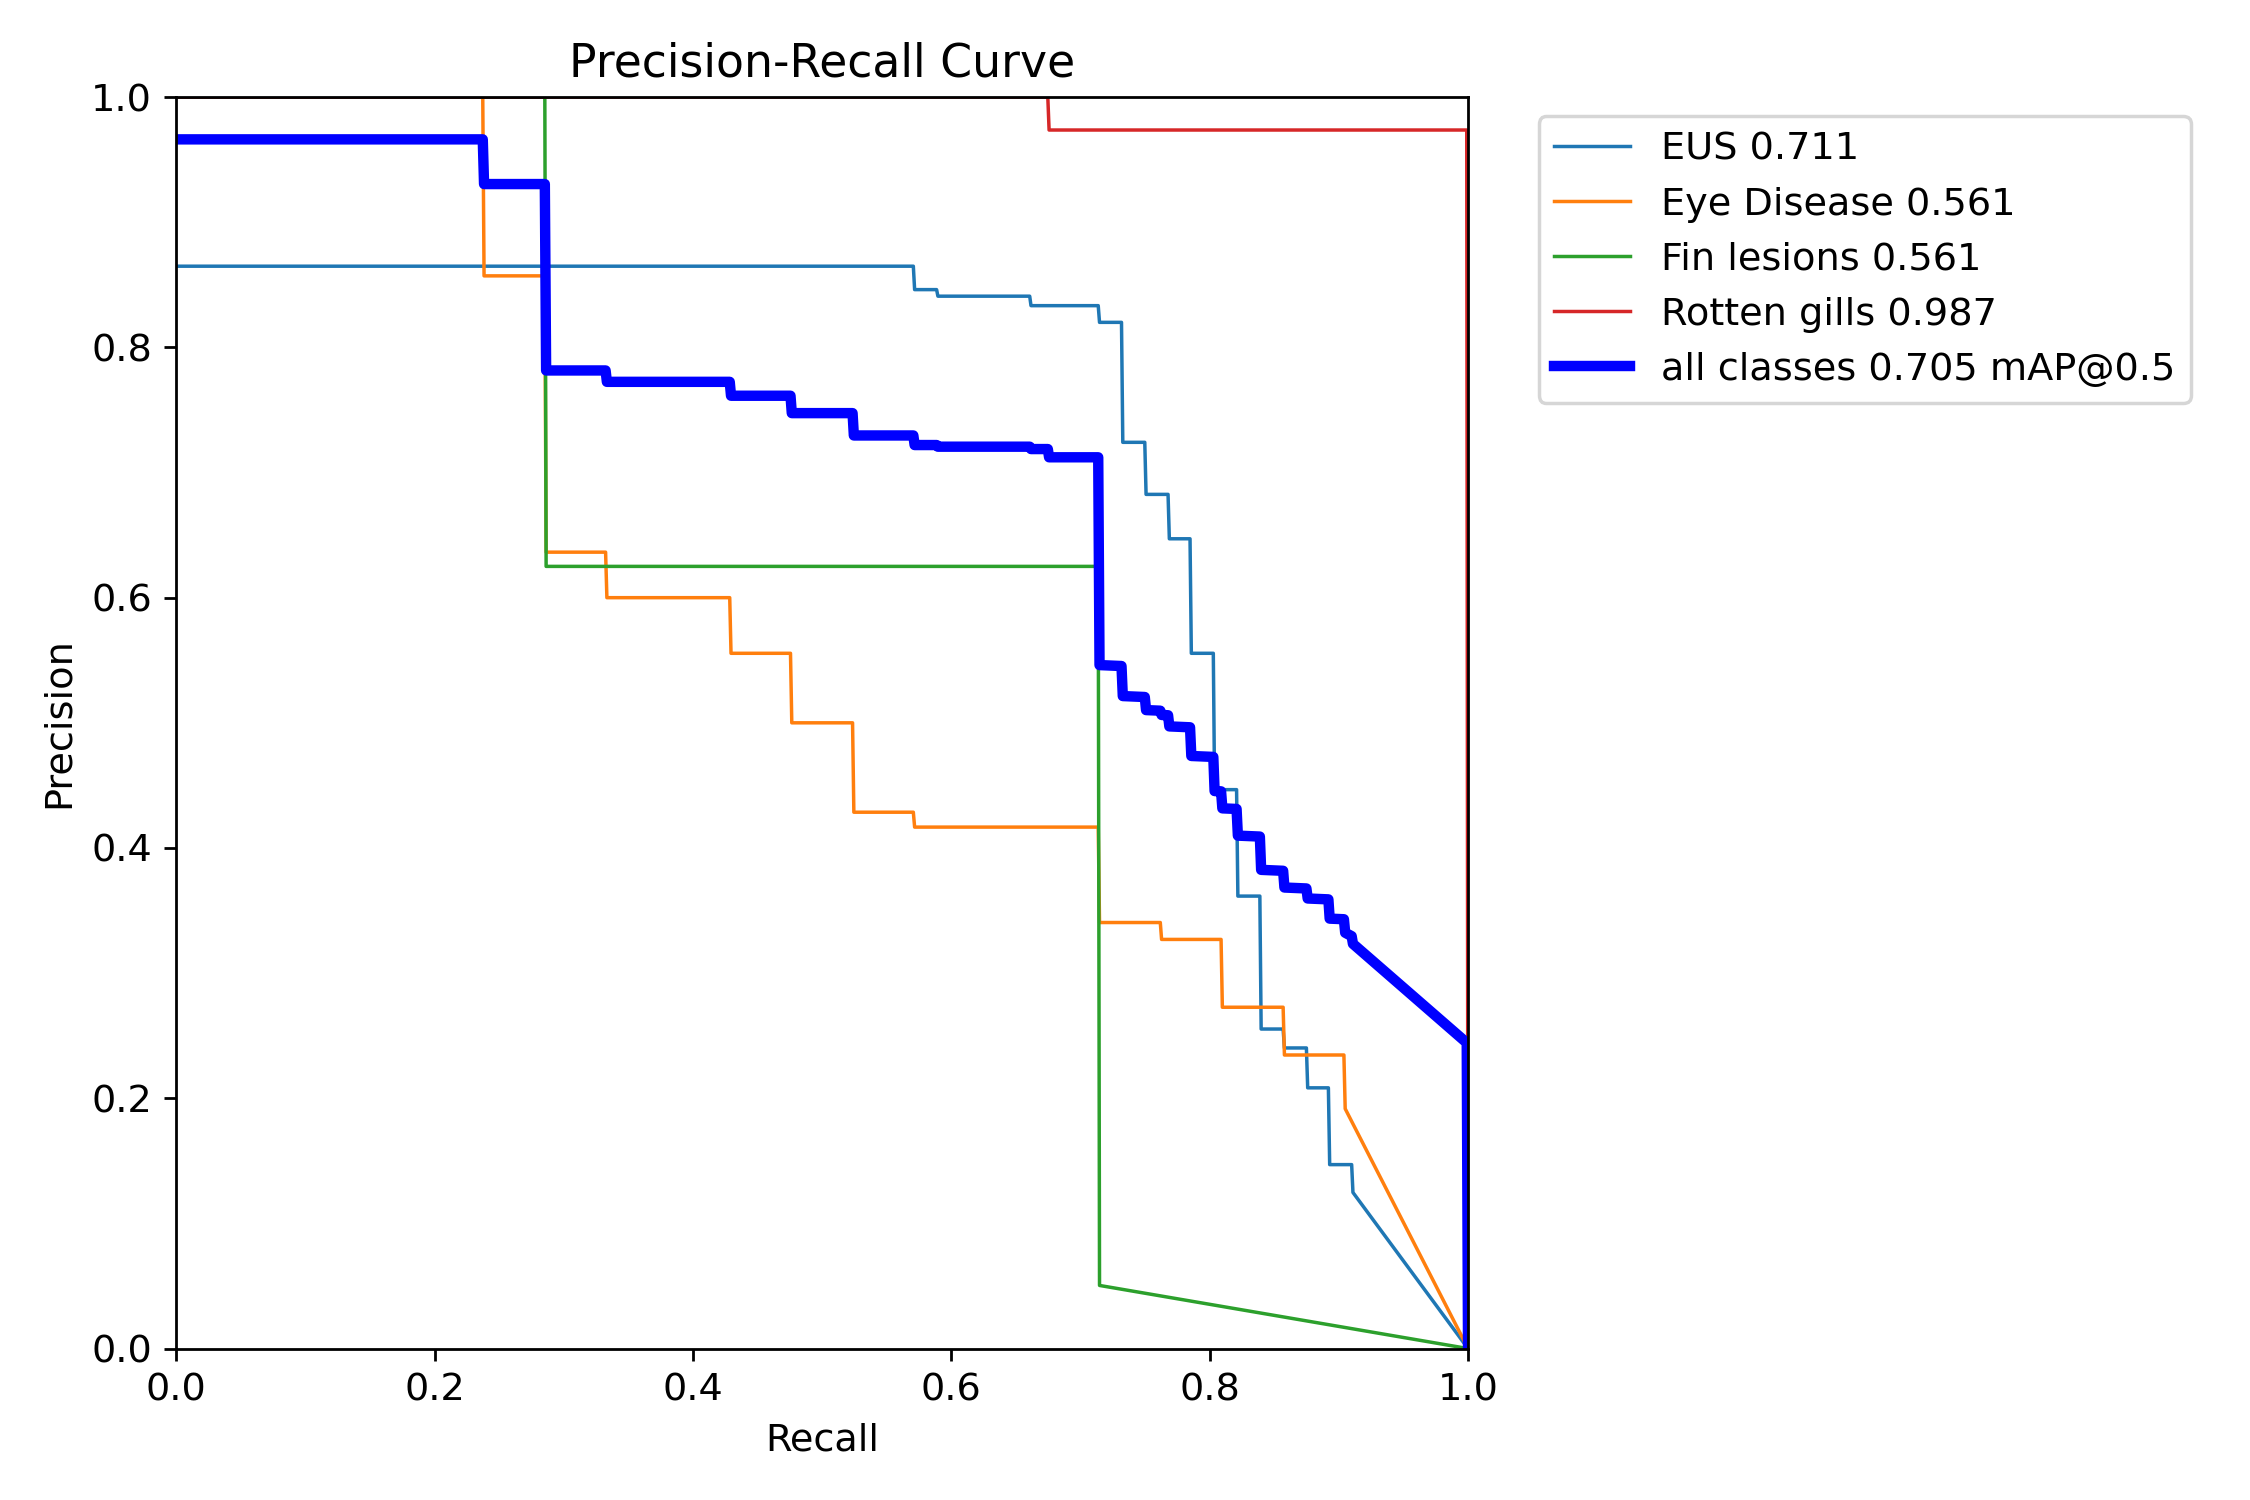 Precision-Recall Curve
1.0
0.8
0.6
0.4
0.2
0.0
Precision
0.0 0.2 0.4 0.6 0.8 1.0
Recall
EUS 0.711
Eye Disease 0.561
Fin lesions 0.561
Rotten gills 0.987
all classes 0.705 mAP@0.5